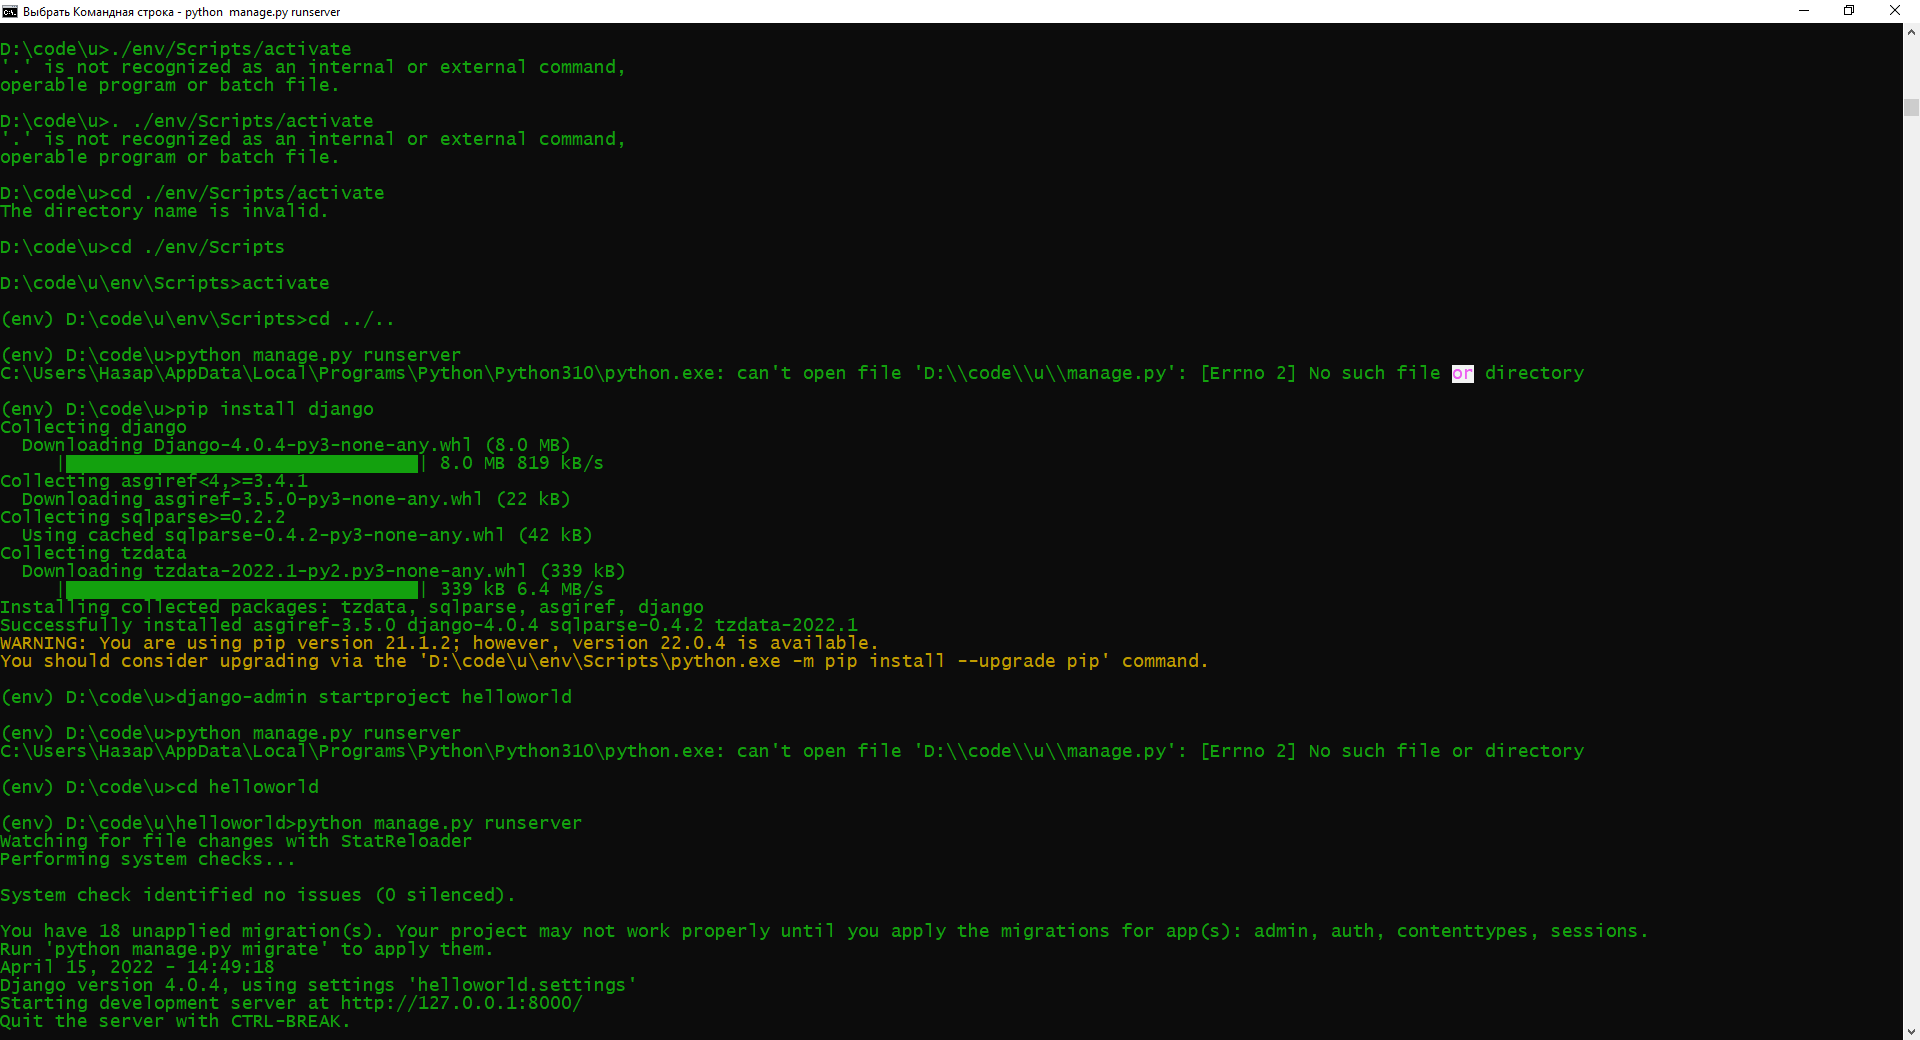 Выбрать Командная строка - python  manage.py runserver
D:\code\u>./env/Scripts/activate
'.' is not recognized as an internal or external command,
operable program or batch file.
D:\code\u>. ./env/Scripts/activate
'.' is not recognized as an internal or external command,
operable program or batch file.
D:\code\u>cd ./env/Scripts/activate
The directory name is invalid.
D:\code\u>cd ./env/Scripts
D:\code\u\env\Scripts>activate
(env) D:\code\u\env\Scripts>cd ../..
(env) D:\code\u>python manage.py runserver
C:\Users\Назар\AppData\Local\Programs\Python\Python310\python.exe: can't open file 'D:\\code\\u\\manage.py': [Errno 2] No such file or directory
(env) D:\code\u>pip install django
Collecting django
  Downloading Django-4.0.4-py3-none-any.whl (8.0 MB)
     |████████████████████████████████| 8.0 MB 819 kB/s
Collecting asgiref<4,>=3.4.1
  Downloading asgiref-3.5.0-py3-none-any.whl (22 kB)
Collecting sqlparse>=0.2.2
  Using cached sqlparse-0.4.2-py3-none-any.whl (42 kB)
Collecting tzdata
  Downloading tzdata-2022.1-py2.py3-none-any.whl (339 kB)
     |████████████████████████████████| 339 kB 6.4 MB/s
Installing collected packages: tzdata, sqlparse, asgiref, django
Successfully installed asgiref-3.5.0 django-4.0.4 sqlparse-0.4.2 tzdata-2022.1
WARNING: You are using pip version 21.1.2; however, version 22.0.4 is available.
You should consider upgrading via the 'D:\code\u\env\Scripts\python.exe -m pip install --upgrade pip' command.
(env) D:\code\u>django-admin startproject helloworld
(env) D:\code\u>python manage.py runserver
C:\Users\Назар\AppData\Local\Programs\Python\Python310\python.exe: can't open file 'D:\\code\\u\\manage.py': [Errno 2] No such file or directory
(env) D:\code\u>cd helloworld
(env) D:\code\u\helloworld>python manage.py runserver
Watching for file changes with StatReloader
Performing system checks...
System check identified no issues (0 silenced).
You have 18 unapplied migration(s). Your project may not work properly until you apply the migrations for app(s): admin, auth, contenttypes, sessions.
Run 'python manage.py migrate' to apply them.
April 15, 2022 - 14:49:18
Django version 4.0.4, using settings 'helloworld.settings'
Starting development server at http://127.0.0.1:8000/
Quit the server with CTRL-BREAK.